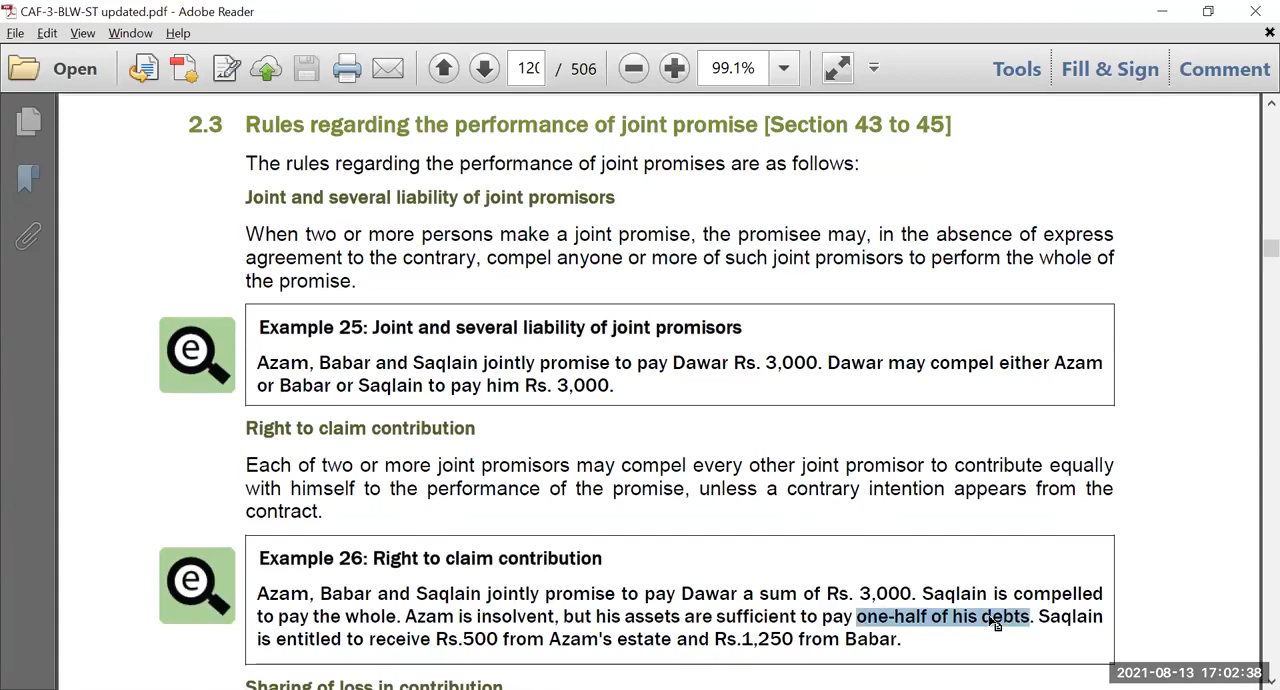 CAF-3-BLW-ST updated.pdf - Adobe Reader
File Edit View Window Help
Open 120 / 506 99.1% Tools Fill & Sign Comment
2.3 Rules regarding the performance of joint promise [Section 43 to 45]
The rules regarding the performance of joint promises are as follows:
Joint and several liability of joint promisors
When two or more persons make a joint promise, the promisee may, in the absence of express
agreement to the contrary, compel anyone or more of such joint promisors to perform the whole of
the promise.
Example 25: Joint and several liability of joint promisors
Azam, Babar and Saqlain jointly promise to pay Dawar Rs. 3,000. Dawar may compel either Azam
or Babar or Saqlain to pay him Rs. 3,000.
Right to claim contribution
Each of two or more joint promisors may compel every other joint promisor to contribute equally
with himself to the performance of the promise, unless a contrary intention appears from the
contract.
Example 26: Right to claim contribution
Azam, Babar and Saqlain jointly promise to pay Dawar a sum of Rs. 3,000. Saqlain is compelled
to pay the whole. Azam is insolvent, but his assets are sufficient to pay one-half of his debts. Saqlain
is entitled to receive Rs.500 from Azam's estate and Rs.1,250 from Babar.
Sharing of loss in contribution
2021-08-13 17:02:38